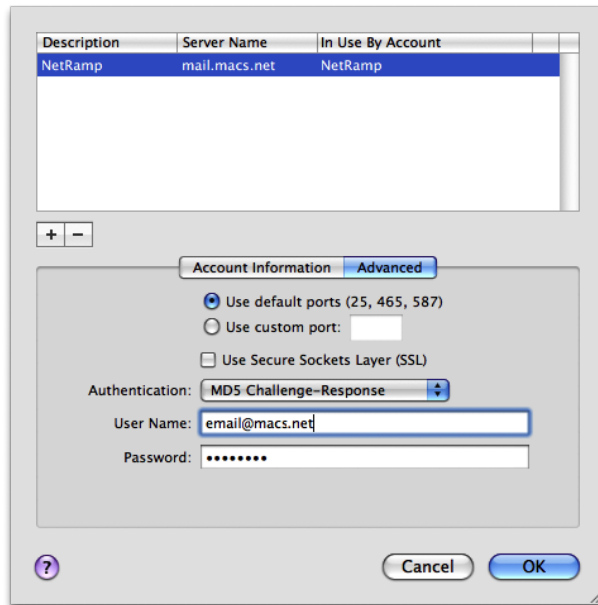 Description Server Name In Use By Account
NetRamp mail.macs.net NetRamp
+ −
Account Information Advanced
Use default ports (25, 465, 587)
Use custom port:
Use Secure Sockets Layer (SSL)
Authentication: MD5 Challenge-Response
User Name: email@macs.net
Password: ••••••••
? Cancel OK